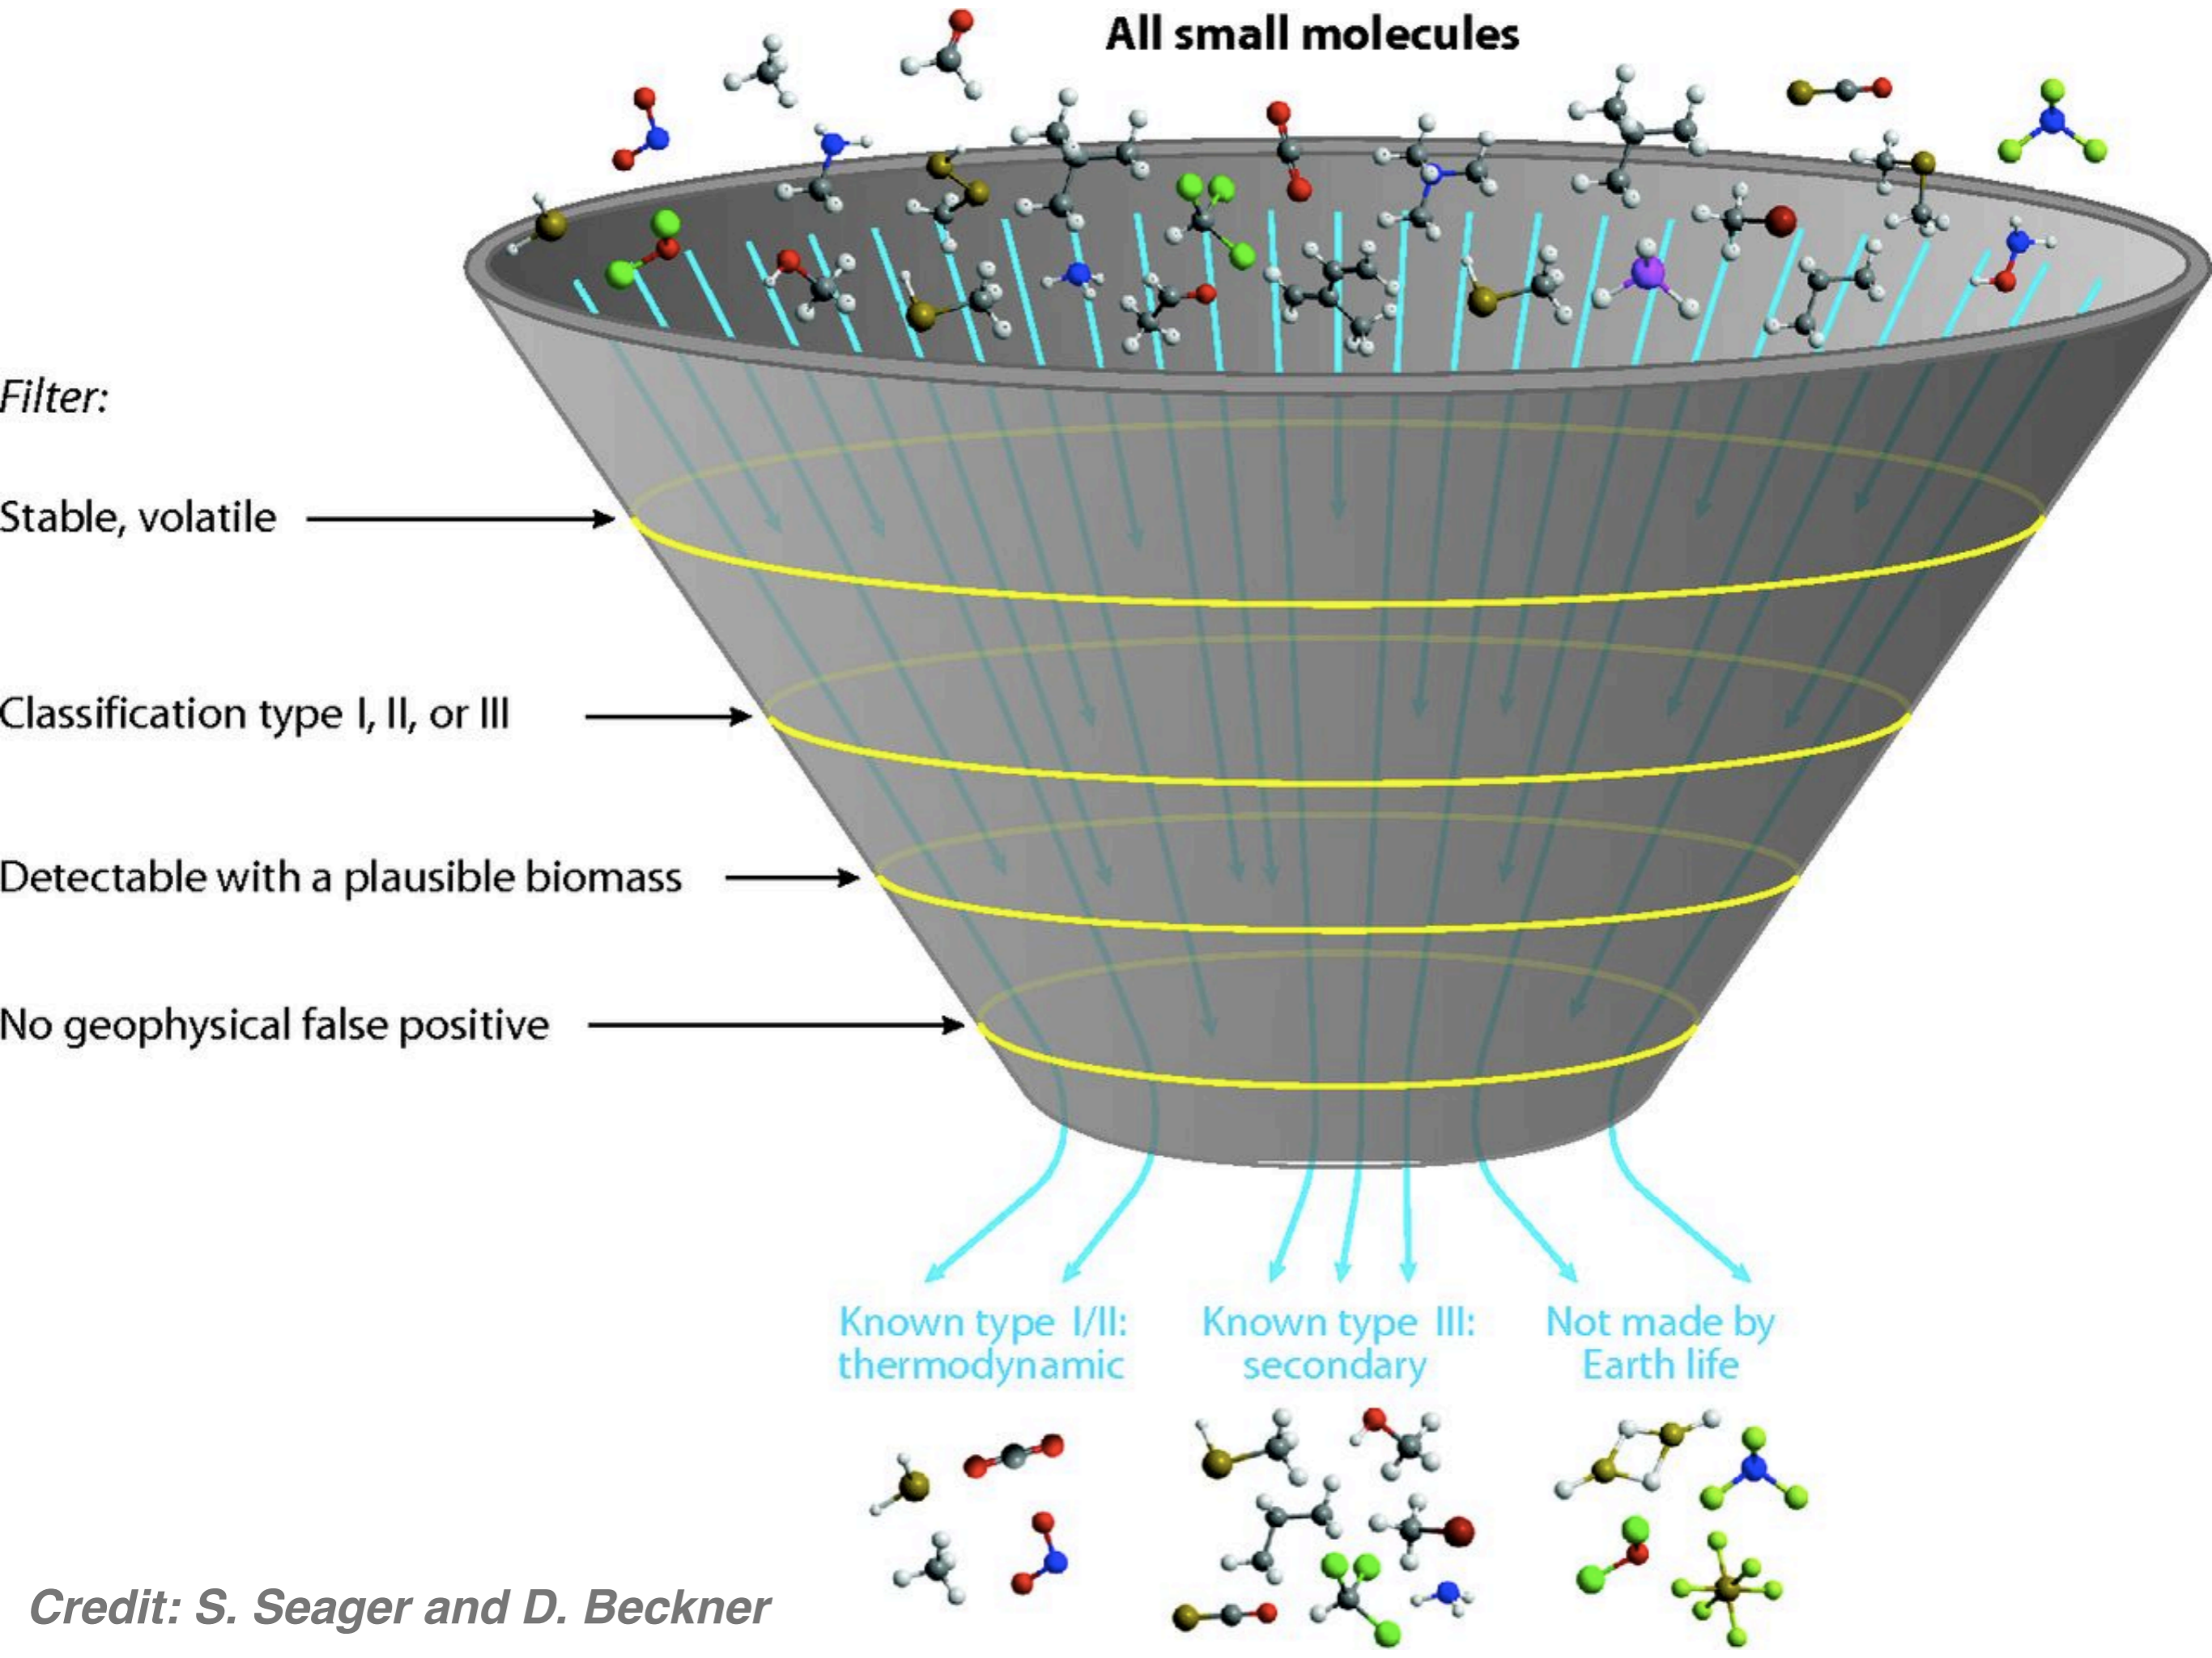 All small molecules
Filter:
Stable, volatile
Classification type I, II, or III
Detectable with a plausible biomass
No geophysical false positive
Known type I/II:
thermodynamic
Known type III:
secondary
Not made by
Earth life
Credit: S. Seager and D. Beckner